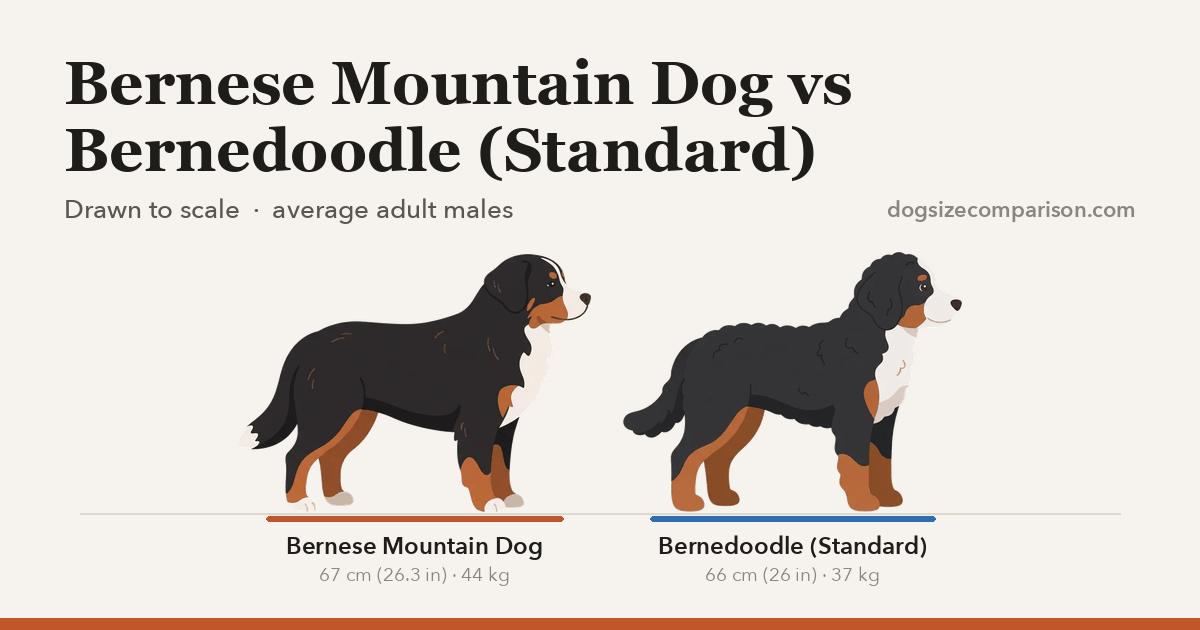 Bernese Mountain Dog vs
Bernedoodle (Standard)
Drawn to scale · average adult males
dogsizecomparison.com
Bernese Mountain Dog
67 cm (26.3 in) · 44 kg
Bernedoodle (Standard)
66 cm (26 in) · 37 kg